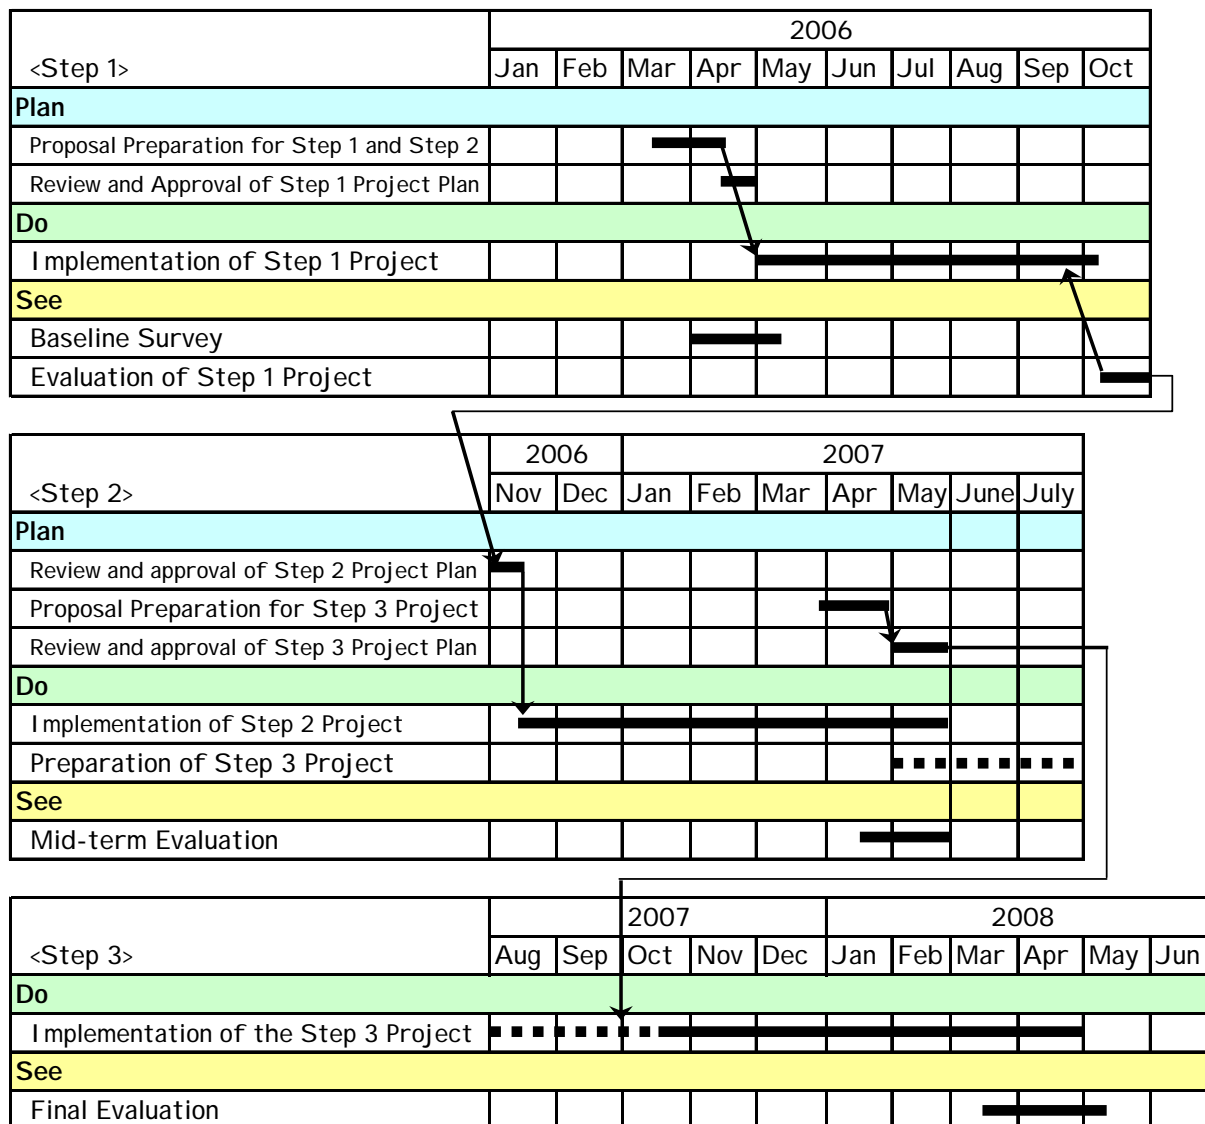 2006
<Step 1> Jan Feb Mar Apr May Jun Jul Aug Sep Oct
Plan
Proposal Preparation for Step 1 and Step 2
Review and Approval of Step 1 Project Plan
Do
Implementation of Step 1 Project
See
Baseline Survey
Evaluation of Step 1 Project
2006 2007
<Step 2> Nov Dec Jan Feb Mar Apr May June July
Plan
Review and approval of Step 2 Project Plan
Proposal Preparation for Step 3 Project
Review and approval of Step 3 Project Plan
Do
Implementation of Step 2 Project
Preparation of Step 3 Project
See
Mid-term Evaluation
2007 2008
<Step 3> Aug Sep Oct Nov Dec Jan Feb Mar Apr May Jun
Do
Implementation of the Step 3 Project
See
Final Evaluation